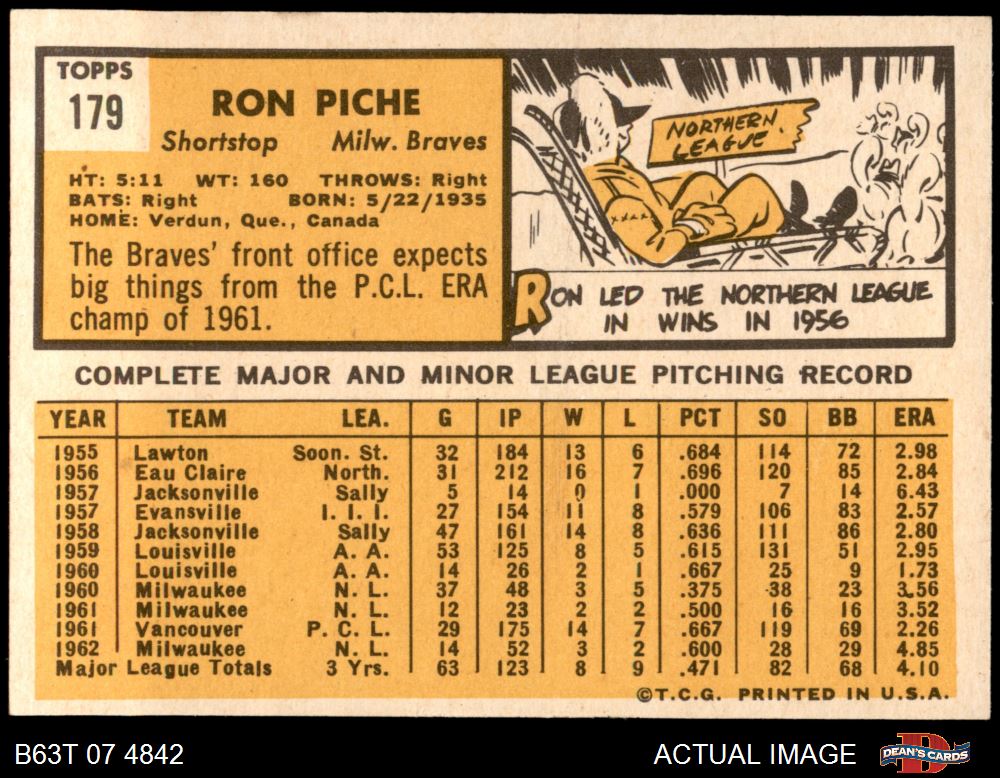 TOPPS
179
RON PICHE
Shortstop Milw. Braves
HT: 5:11 WT: 160 THROWS: Right
BATS: Right BORN: 5/22/1935
HOME: Verdun, Que., Canada
The Braves' front office expects
big things from the P.C.L. ERA
champ of 1961.
NORTHERN
LEAGUE
RON LED THE NORTHERN LEAGUE
IN WINS IN 1956
COMPLETE MAJOR AND MINOR LEAGUE PITCHING RECORD
YEAR TEAM LEA. G IP W L PCT SO BB ERA
1955 Lawton Soon. St. 32 184 13 6 .684 114 72 2.98
1956 Eau Claire North. 31 212 16 7 .696 120 85 2.84
1957 Jacksonville Sally 5 14 0 1 .000 7 14 6.43
1957 Evansville I. I. I. 27 154 11 8 .579 106 83 2.57
1958 Jacksonville Sally 47 161 14 8 .636 111 86 2.80
1959 Louisville A. A. 53 125 8 5 .615 131 51 2.95
1960 Louisville A. A. 14 26 2 1 .667 25 9 1.73
1960 Milwaukee N. L. 37 48 3 5 .375 38 23 3.56
1961 Milwaukee N. L. 12 23 2 2 .500 16 16 3.52
1961 Vancouver P. C. L. 29 175 14 7 .667 119 69 2.26
1962 Milwaukee N. L. 14 52 3 2 .600 28 29 4.85
Major League Totals 3 Yrs. 63 123 8 9 .471 82 68 4.10
©T.C.G. PRINTED IN U.S.A.
B63T 07 4842 ACTUAL IMAGE DEAN'S CARDS